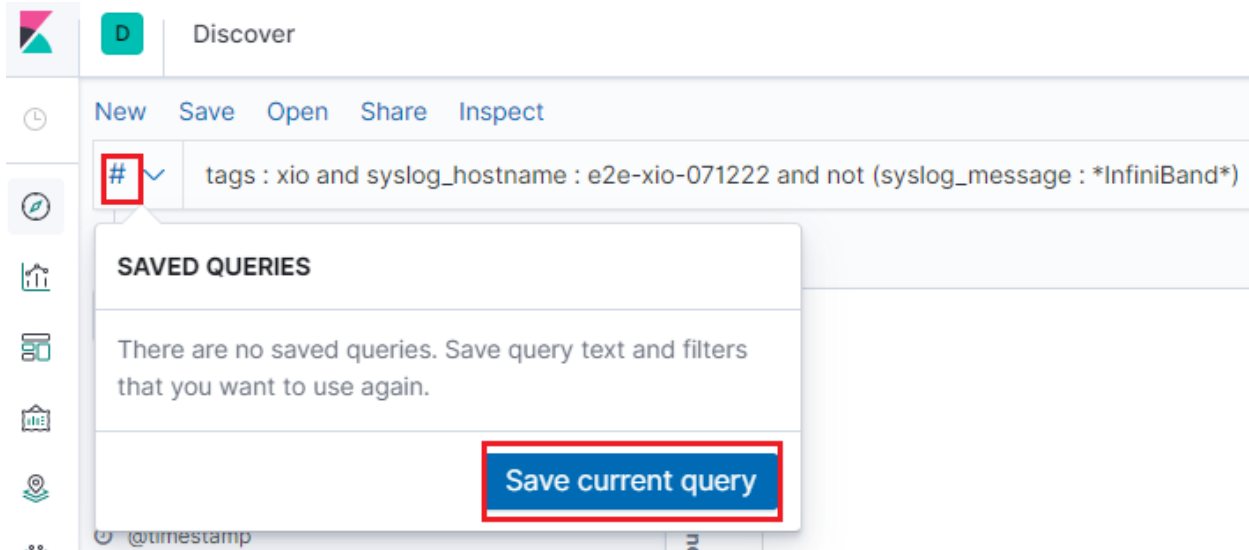 D Discover
New Save Open Share Inspect
# tags : xio and syslog_hostname : e2e-xio-071222 and not (syslog_message : *InfiniBand*)
SAVED QUERIES
There are no saved queries. Save query text and filters
that you want to use again.
Save current query
@timestamp